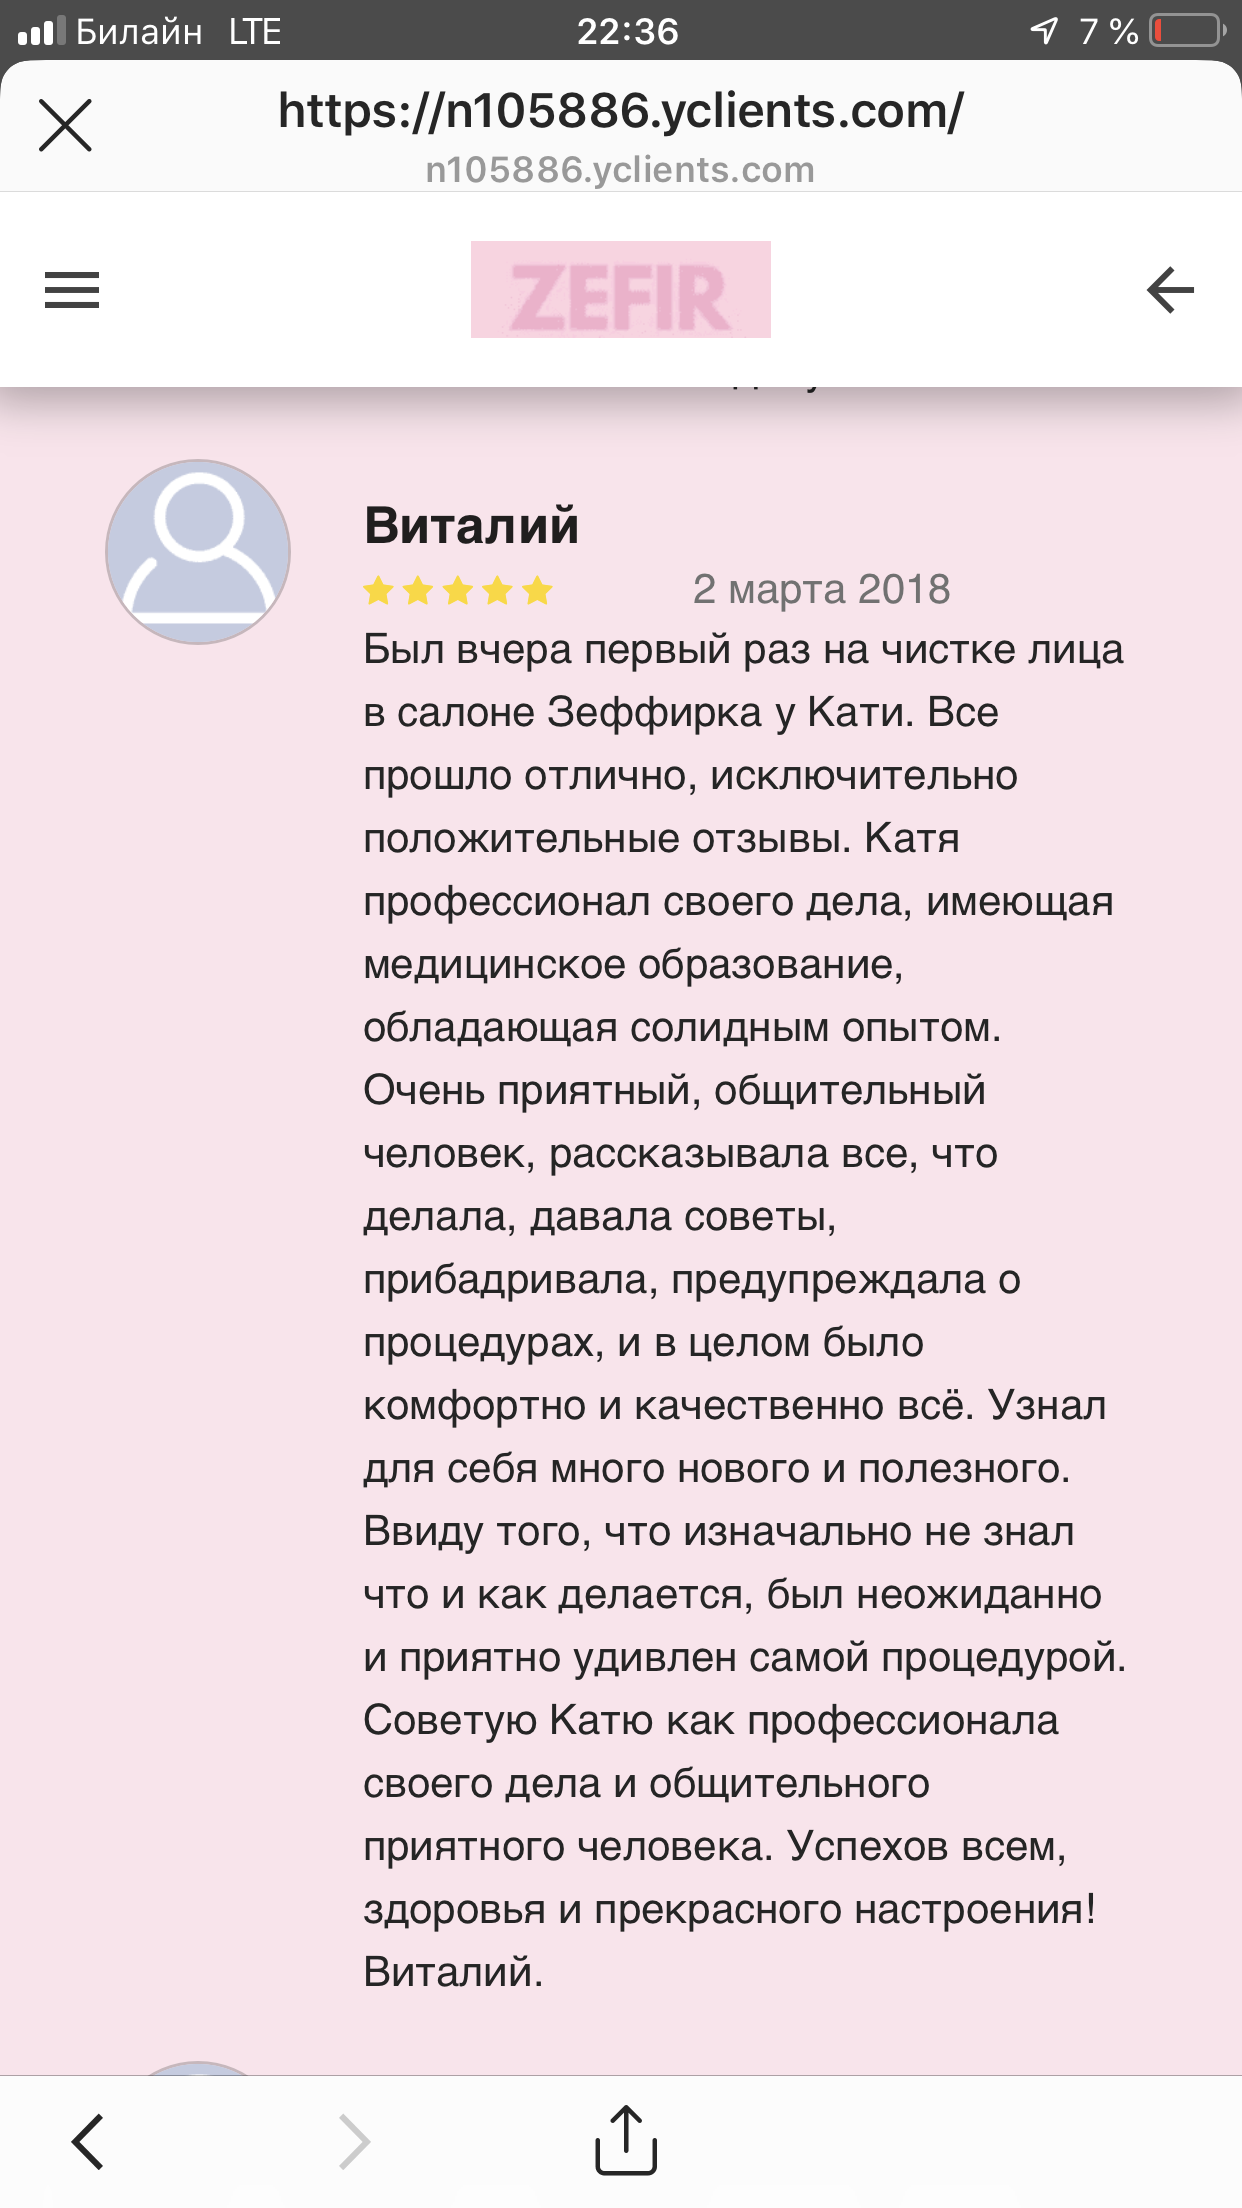 Билайн LTE 22:36 7 %
https://n105886.yclients.com/
n105886.yclients.com
ZEFIR
Виталий
2 марта 2018
Был вчера первый раз на чистке лица
в салоне Зеффирка у Кати. Все
прошло отлично, исключительно
положительные отзывы. Катя
профессионал своего дела, имеющая
медицинское образование,
обладающая солидным опытом.
Очень приятный, общительный
человек, рассказывала все, что
делала, давала советы,
прибадривала, предупреждала о
процедурах, и в целом было
комфортно и качественно всё. Узнал
для себя много нового и полезного.
Ввиду того, что изначально не знал
что и как делается, был неожиданно
и приятно удивлен самой процедурой.
Советую Катю как профессионала
своего дела и общительного
приятного человека. Успехов всем,
здоровья и прекрасного настроения!
Виталий.